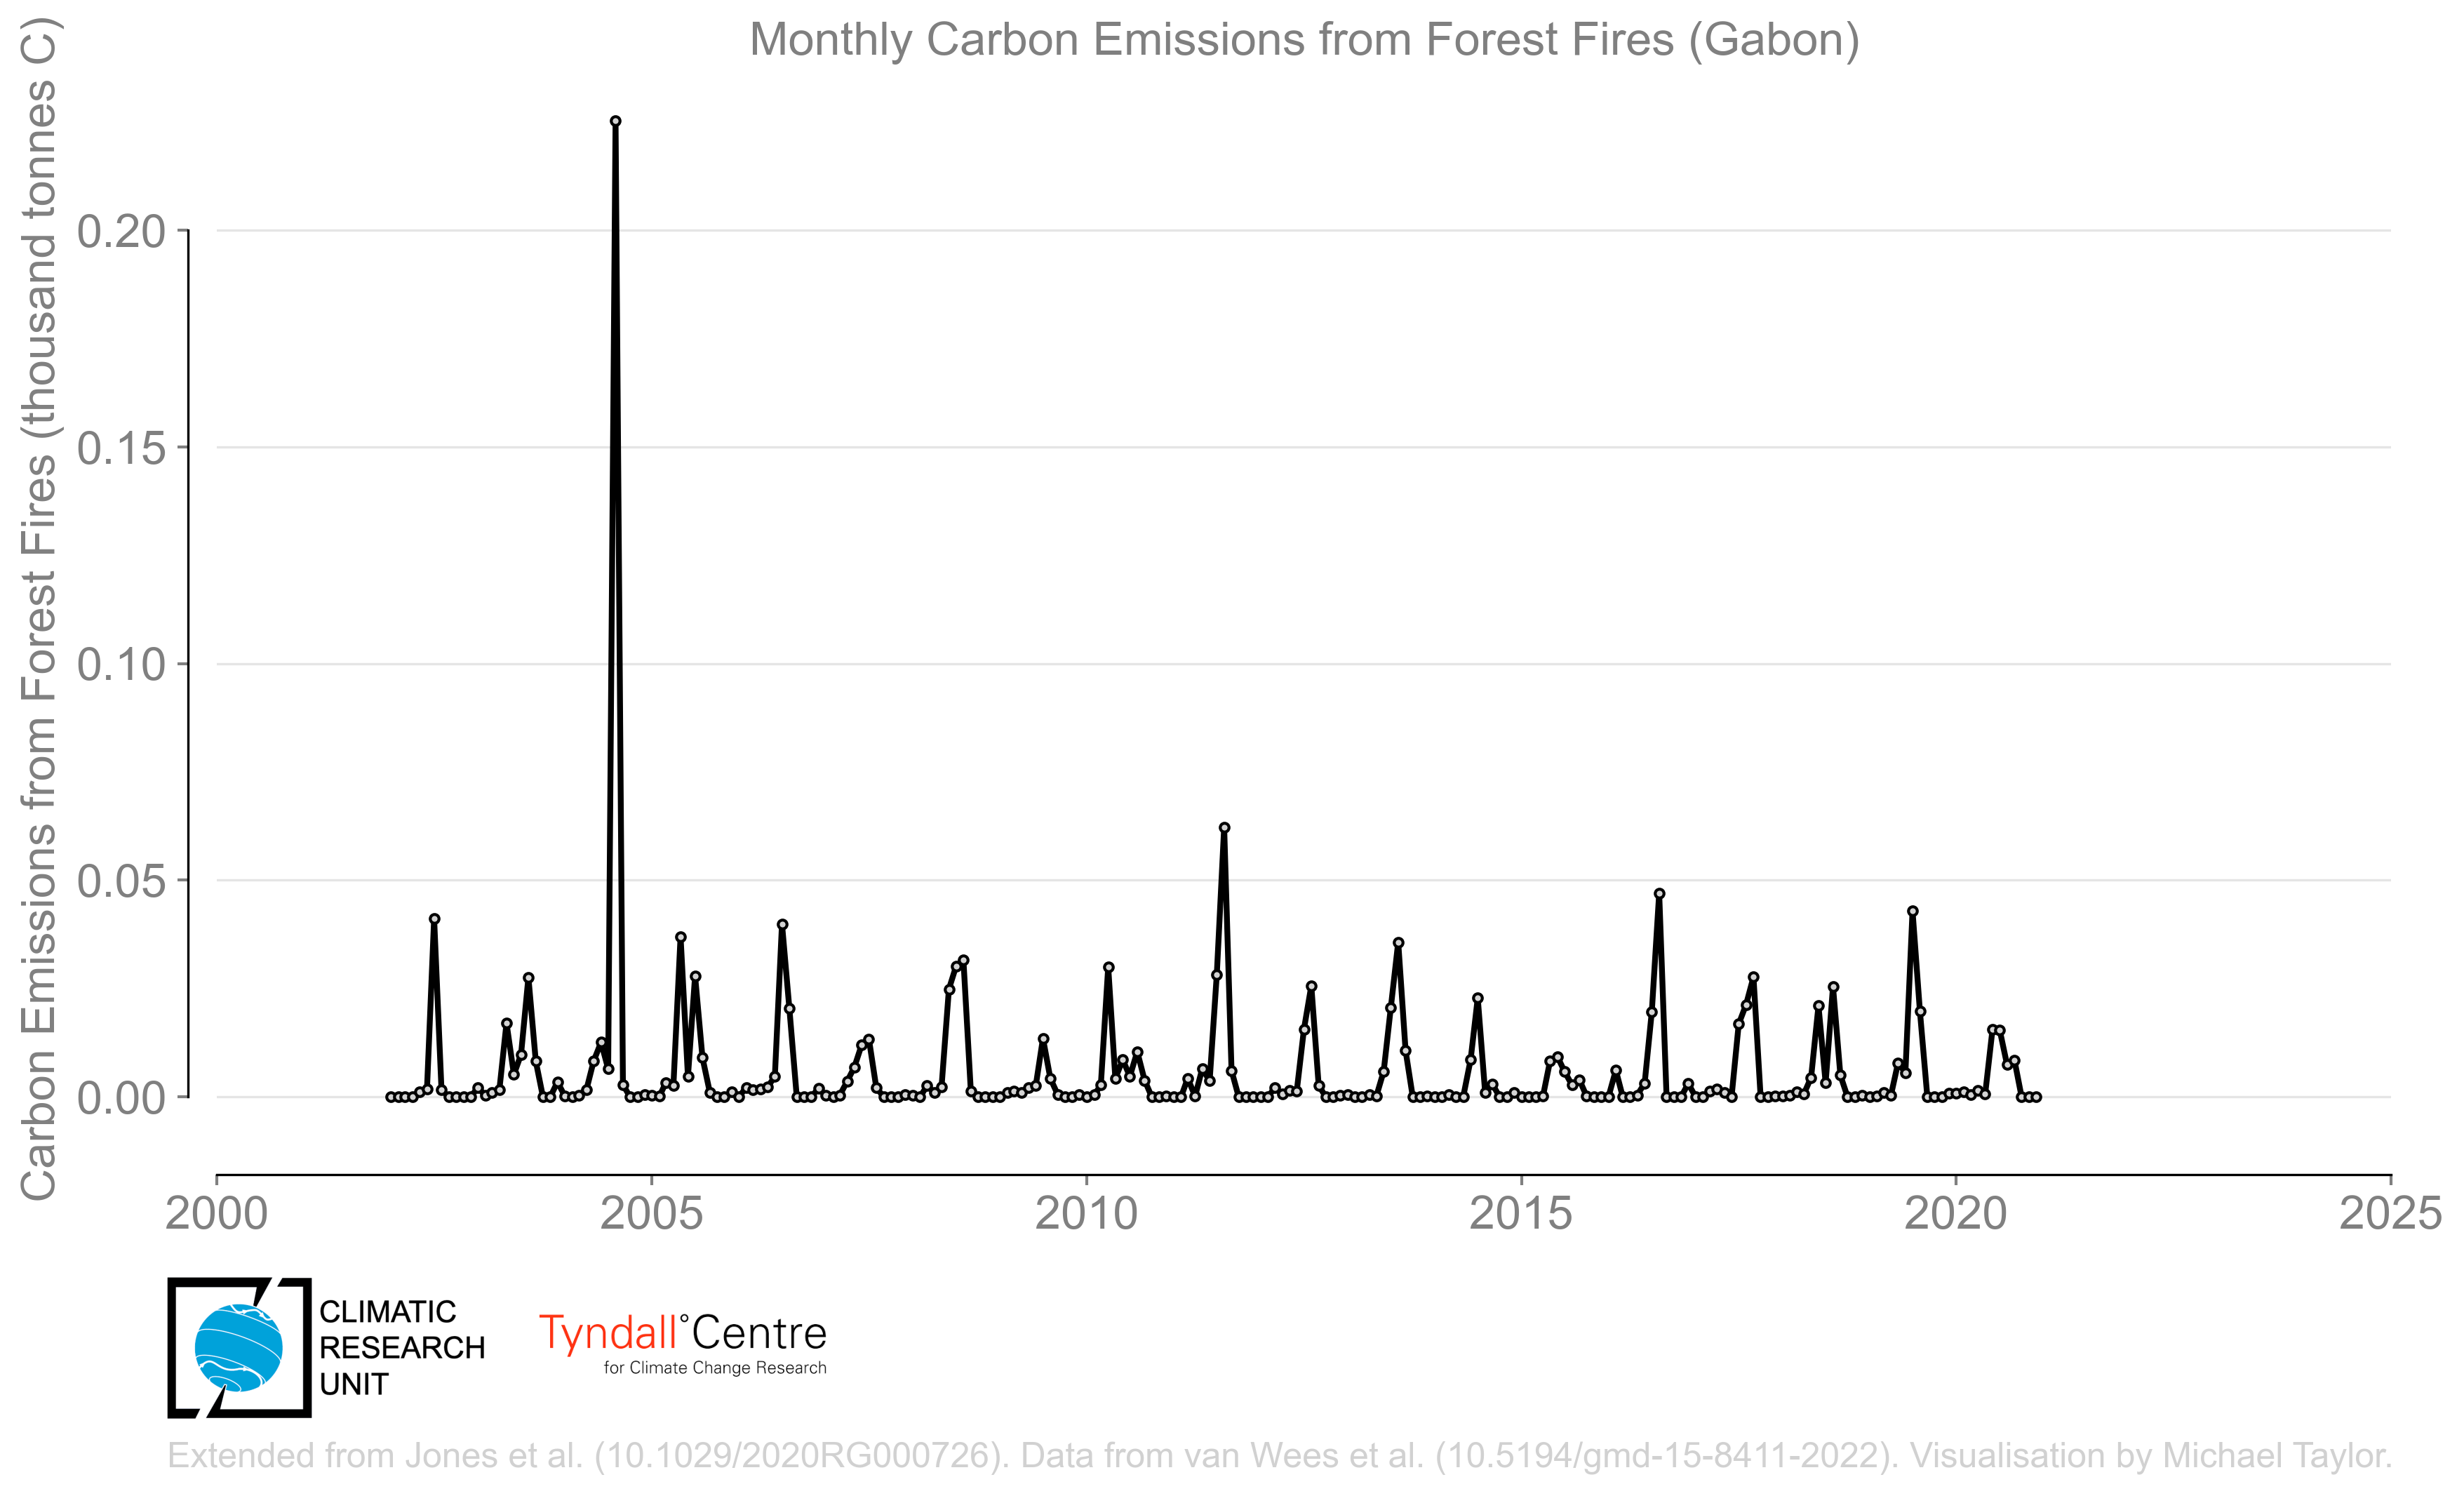 Monthly Carbon Emissions from Forest Fires (Gabon)
Carbon Emissions from Forest Fires (thousand tonnes C)
0.20
0.15
0.10
0.05
0.00
2000
2005
2010
2015
2020
2025
CLIMATIC
RESEARCH
UNIT
Tyndall°Centre
for Climate Change Research
Extended from Jones et al. (10.1029/2020RG000726). Data from van Wees et al. (10.5194/gmd-15-8411-2022). Visualisation by Michael Taylor.